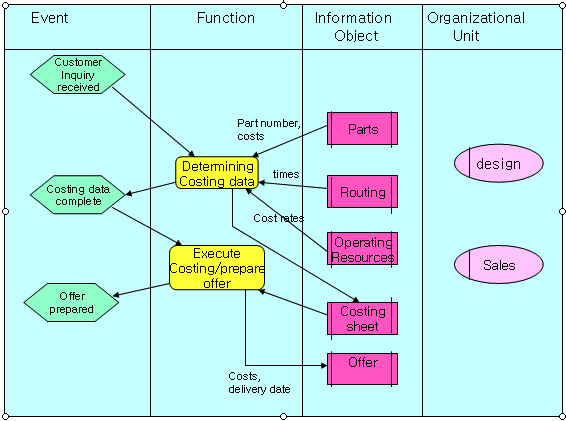 Event
Function
Information
Object
Organizational
Unit
Customer
Inquiry
received
Part number,
costs
Parts
Determining
Costing data
times
design
Costing data
complete
Routing
Cost rates
Operating
Resources
Execute
Costing/prepare
offer
Sales
Offer
prepared
Costing
sheet
Offer
Costs,
delivery date